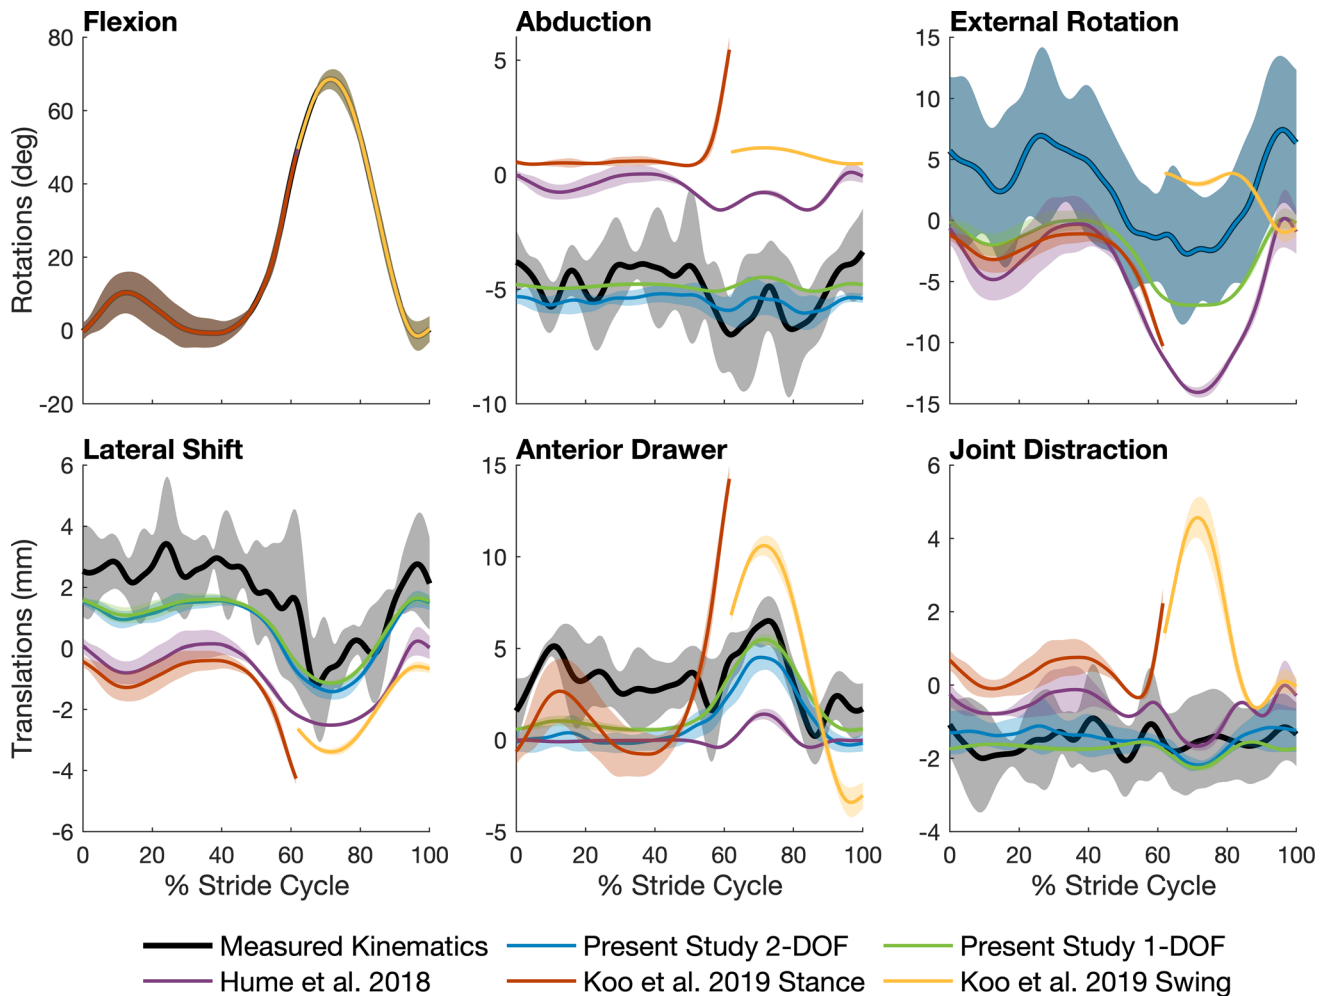 Flexion
Abduction
External Rotation
Rotations (deg)
80
60
40
20
0
-20
5
0
-5
-10
15
10
5
0
-5
-10
-15
Lateral Shift
Anterior Drawer
Joint Distraction
Translations (mm)
6
4
2
0
-2
-4
-6
15
10
5
0
-5
6
4
2
0
-2
-4
0 20 40 60 80 100
0 20 40 60 80 100
0 20 40 60 80 100
% Stride Cycle
% Stride Cycle
% Stride Cycle
Measured Kinematics
Present Study 2-DOF
Present Study 1-DOF
Hume et al. 2018
Koo et al. 2019 Stance
Koo et al. 2019 Swing